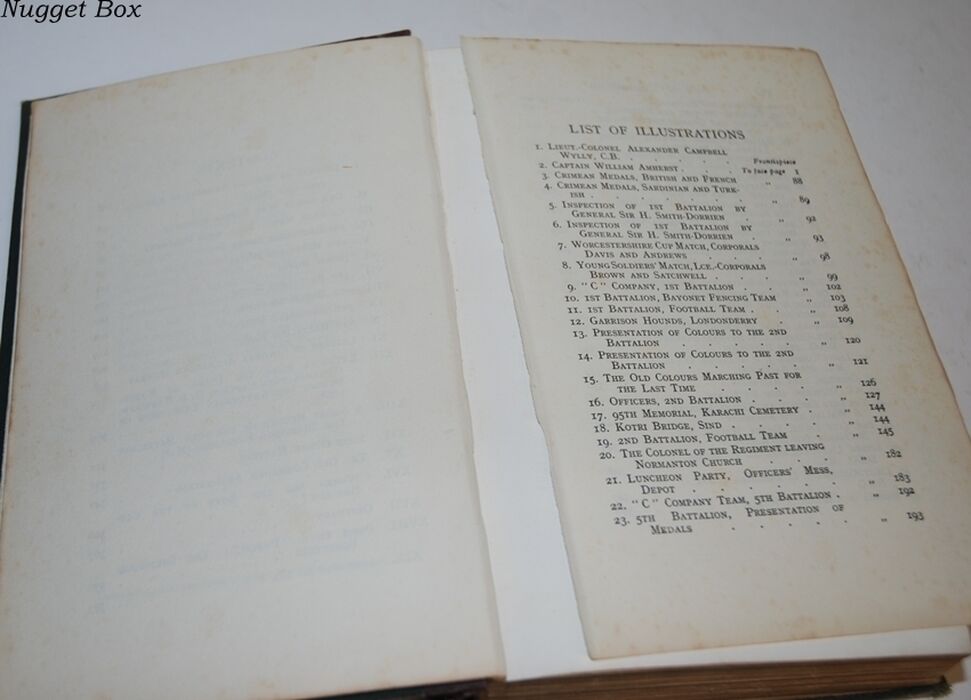 Nugget Box
LIST OF ILLUSTRATIONS
1. LIEUT.-COLONEL ALEXANDER CAMPBELL
WYLLY, C.B. . . . . . Frontispiece
2. CAPTAIN WILLIAM AMHERST . . . To face page 1
3. CRIMEAN MEDALS, BRITISH AND FRENCH " 88
4. CRIMEAN MEDALS, SARDINIAN AND TURK-
ISH . . . . . . . " 89
5. INSPECTION OF 1ST BATTALION BY
GENERAL SIR H. SMITH-DORRIEN . " 92
6. INSPECTION OF 1ST BATTALION BY
GENERAL SIR H. SMITH-DORRIEN . " 93
7. WORCESTERSHIRE CUP MATCH, CORPORALS
DAVIS AND ANDREWS . . . . " 98
8. YOUNG SOLDIERS' MATCH, LCE.-CORPORALS
BROWN AND SATCHWELL . . . " 99
9. "C" COMPANY, 1ST BATTALION . . " 102
10. 1ST BATTALION, BAYONET FENCING TEAM " 103
11. 1ST BATTALION, FOOTBALL TEAM . . " 108
12. GARRISON HOUNDS, LONDONDERRY . " 109
13. PRESENTATION OF COLOURS TO THE 2ND
BATTALION . . . . . " 120
14. PRESENTATION OF COLOURS TO THE 2ND
BATTALION . . . . . " 121
15. THE OLD COLOURS MARCHING PAST FOR
THE LAST TIME . . . . " 126
16. OFFICERS, 2ND BATTALION . . . " 127
17. 95TH MEMORIAL, KARACHI CEMETERY . " 144
18. KOTRI BRIDGE, SIND . . . . " 144
19. 2ND BATTALION, FOOTBALL TEAM . " 145
20. THE COLONEL OF THE REGIMENT LEAVING
NORMANTON CHURCH . . . " 182
21. LUNCHEON PARTY, OFFICERS' MESS,
DEPOT . . . . . . " 183
22. "C" COMPANY TEAM, 5TH BATTALION . " 192
23. 5TH BATTALION, PRESENTATION OF
MEDALS . . . . . " 193